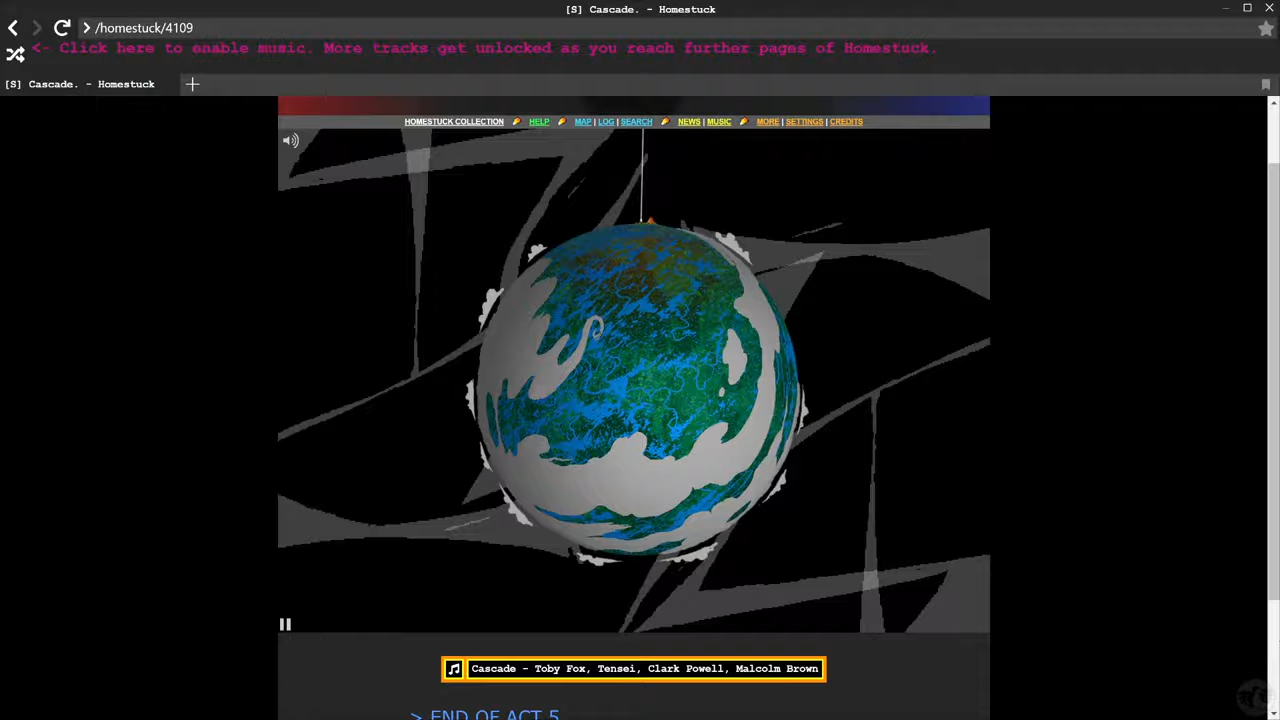 [S] Cascade. - Homestuck
/homestuck/4109
<- Click here to enable music. More tracks get unlocked as you reach further pages of Homestuck.
[S] Cascade. - Homestuck
HOMESTUCK COLLECTION HELP MAP | LOG | SEARCH NEWS | MUSIC MORE | SETTINGS | CREDITS
Cascade - Toby Fox, Tensei, Clark Powell, Malcolm Brown
> END OF ACT 5